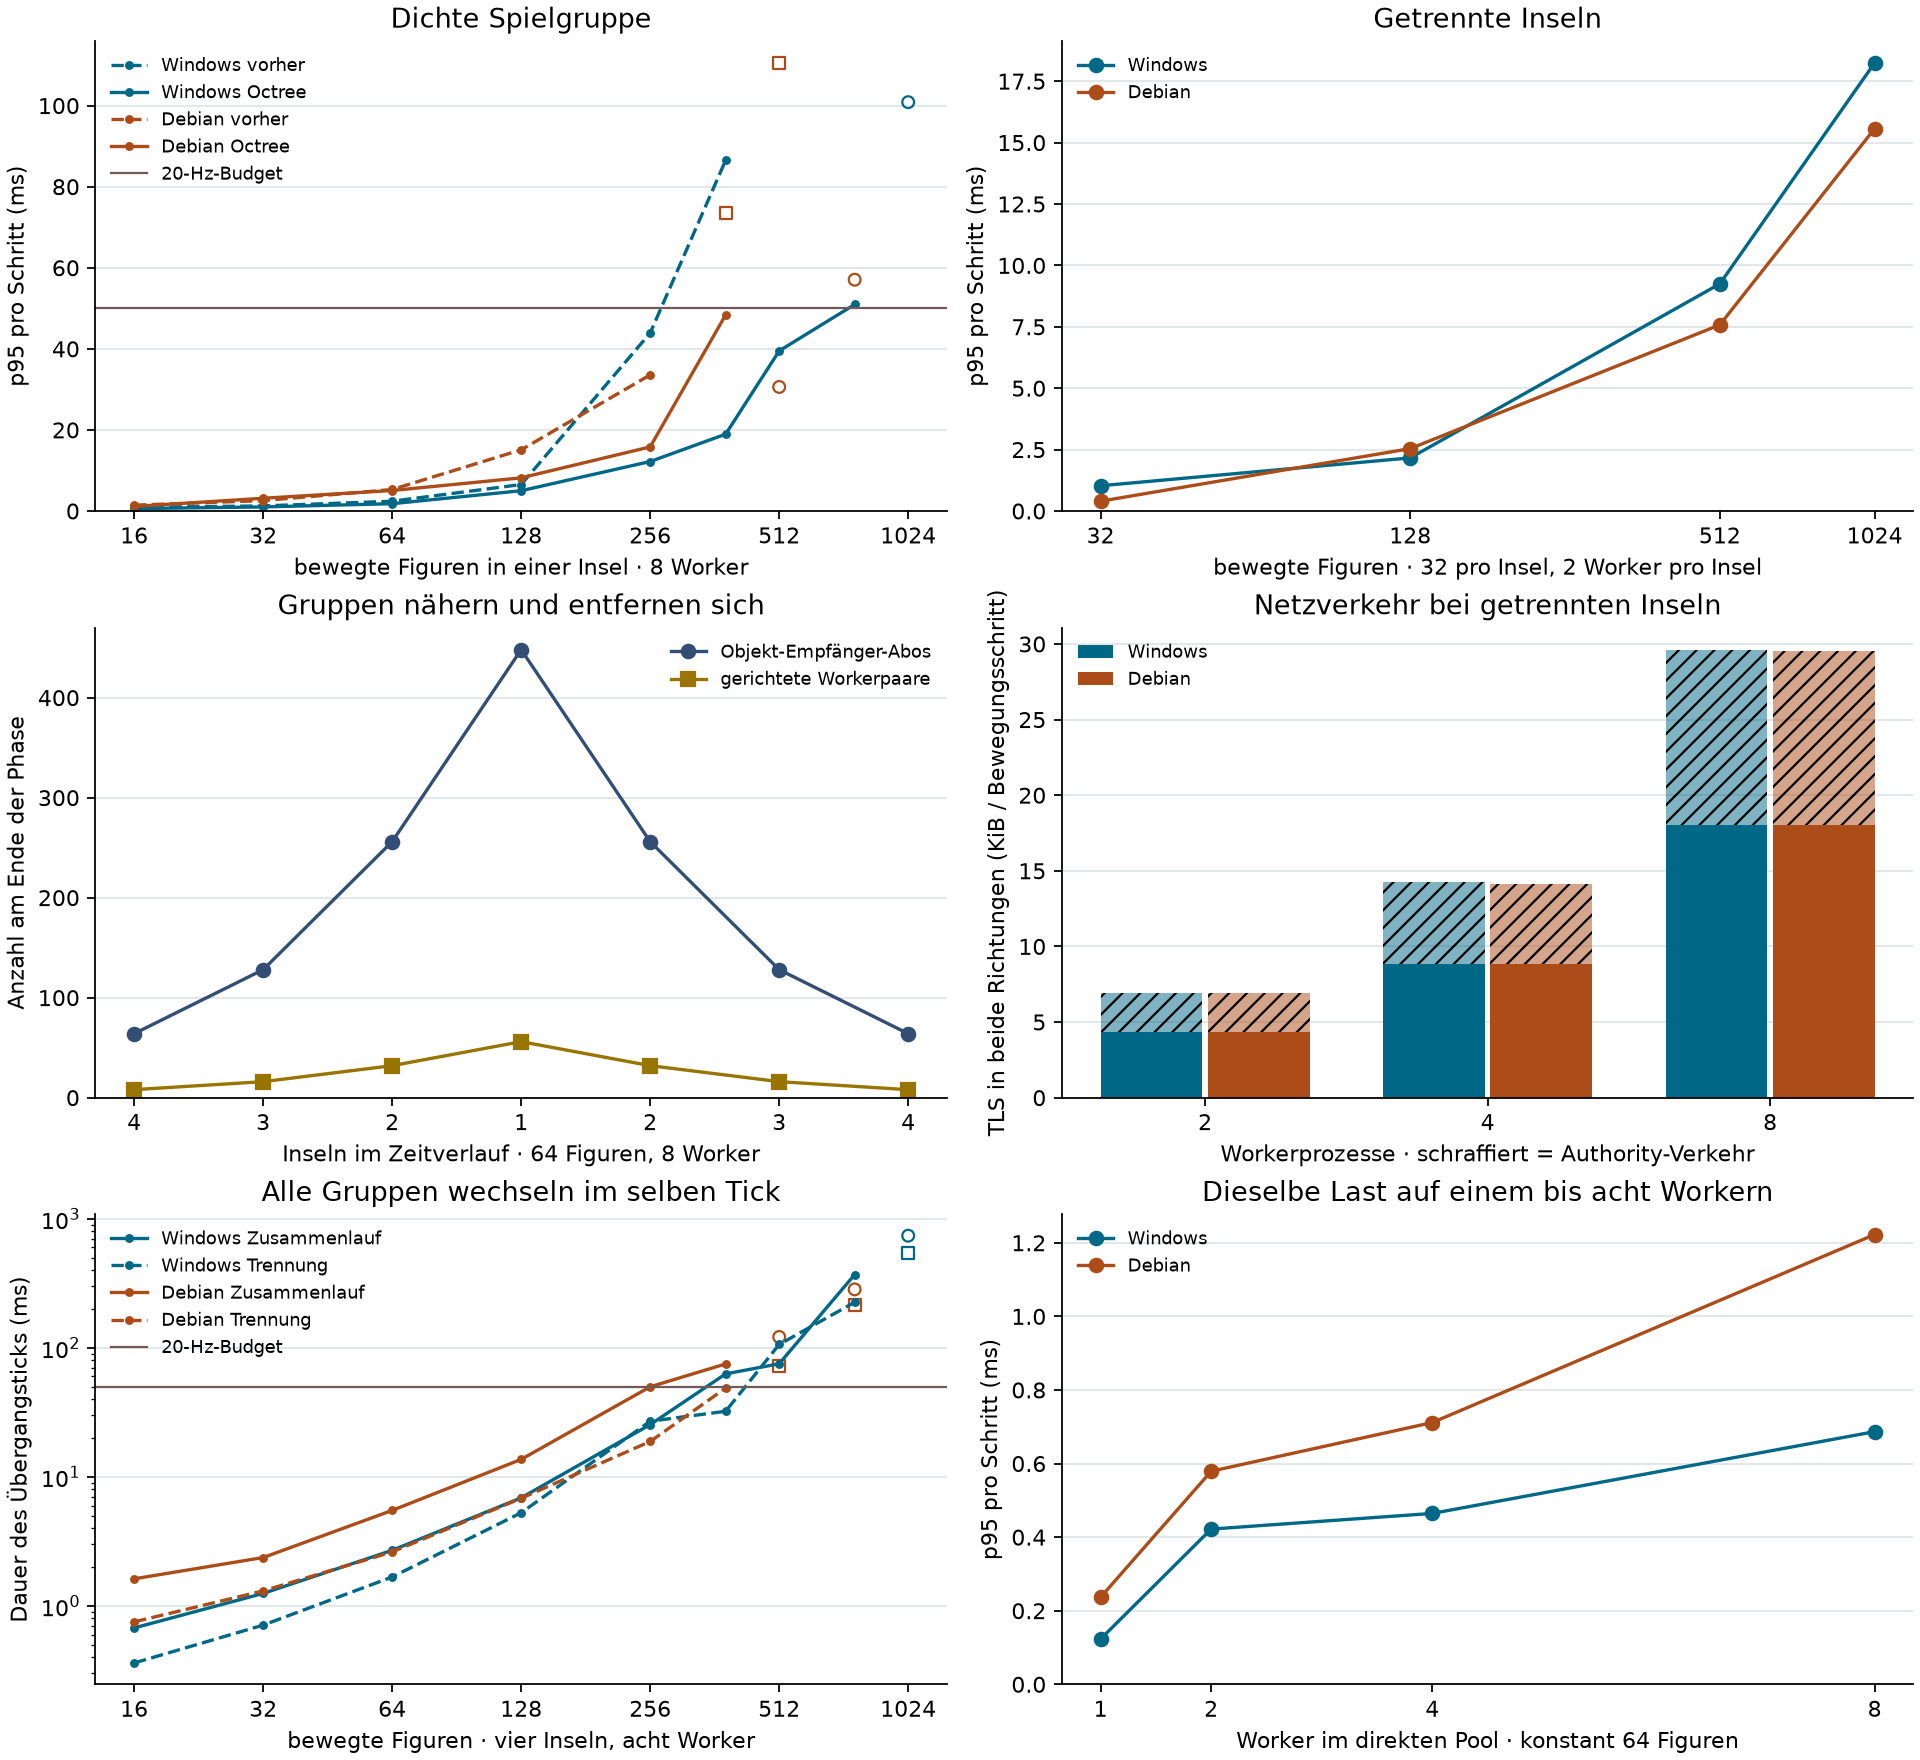 Dichte Spielgruppe
Windows vorher
Windows Octree
Debian vorher
Debian Octree
20-Hz-Budget
p95 pro Schritt (ms)
100
80
60
40
20
0
16 32 64 128 256 512 1024
bewegte Figuren in einer Insel · 8 Worker
Getrennte Inseln
Windows
Debian
p95 pro Schritt (ms)
17.5
15.0
12.5
10.0
7.5
5.0
2.5
0.0
32 128 512 1024
bewegte Figuren · 32 pro Insel, 2 Worker pro Insel
Gruppen nähern und entfernen sich
Objekt-Empfänger-Abos
gerichtete Workerpaare
Anzahl am Ende der Phase
400
300
200
100
0
4 3 2 1 2 3 4
Inseln im Zeitverlauf · 64 Figuren, 8 Worker
Netzverkehr bei getrennten Inseln
Windows
Debian
TLS in beide Richtungen (KiB / Bewegungsschritt)
30
25
20
15
10
5
0
2 4 8
Workerprozesse · schraffiert = Authority-Verkehr
Alle Gruppen wechseln im selben Tick
Windows Zusammenlauf
Windows Trennung
Debian Zusammenlauf
Debian Trennung
20-Hz-Budget
Dauer des Übergangsticks (ms)
10³
10²
10¹
10⁰
16 32 64 128 256 512 1024
bewegte Figuren · vier Inseln, acht Worker
Dieselbe Last auf einem bis acht Workern
Windows
Debian
p95 pro Schritt (ms)
1.2
1.0
0.8
0.6
0.4
0.2
0.0
1 2 4 8
Worker im direkten Pool · konstant 64 Figuren